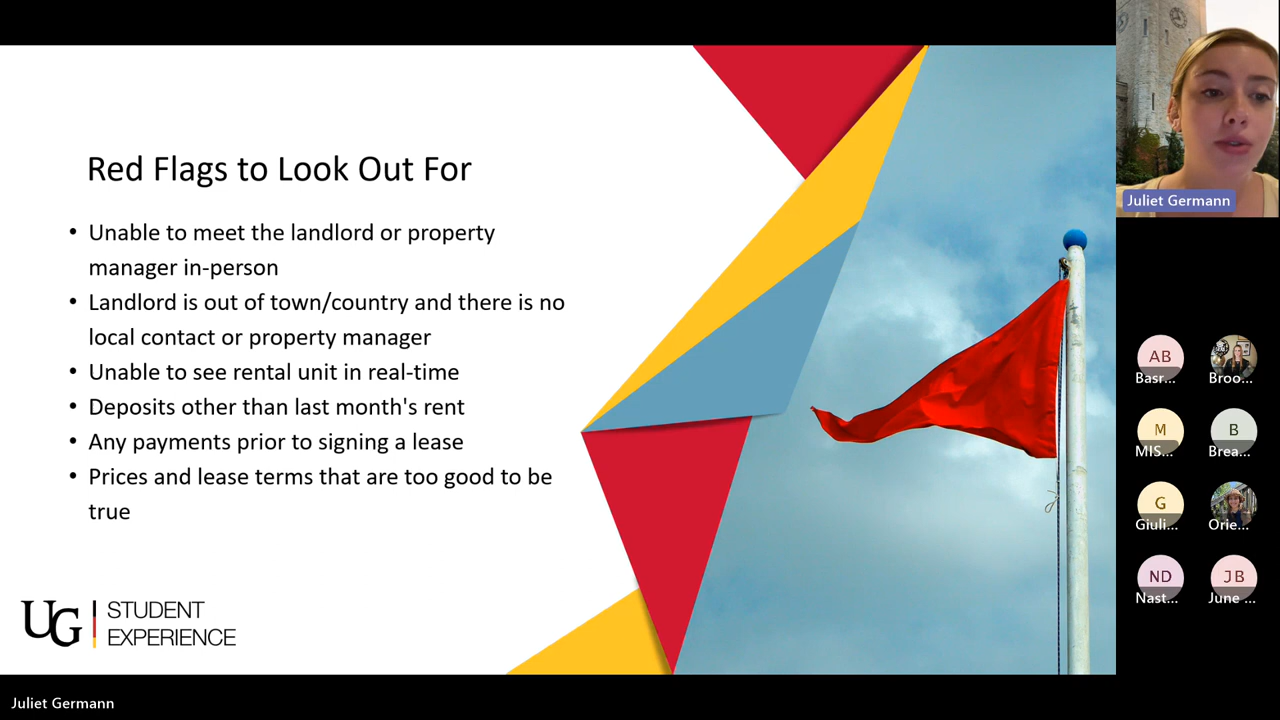 Red Flags to Look Out For
• Unable to meet the landlord or property
manager in-person
• Landlord is out of town/country and there is no
local contact or property manager
• Unable to see rental unit in real-time
• Deposits other than last month's rent
• Any payments prior to signing a lease
• Prices and lease terms that are too good to be
true
UG STUDENT
EXPERIENCE
Juliet Germann
AB
Basr...
Broo...
M
MIS...
B
Brea...
G
Giuli...
Orie...
ND
Nast...
JB
June ...
Juliet Germann